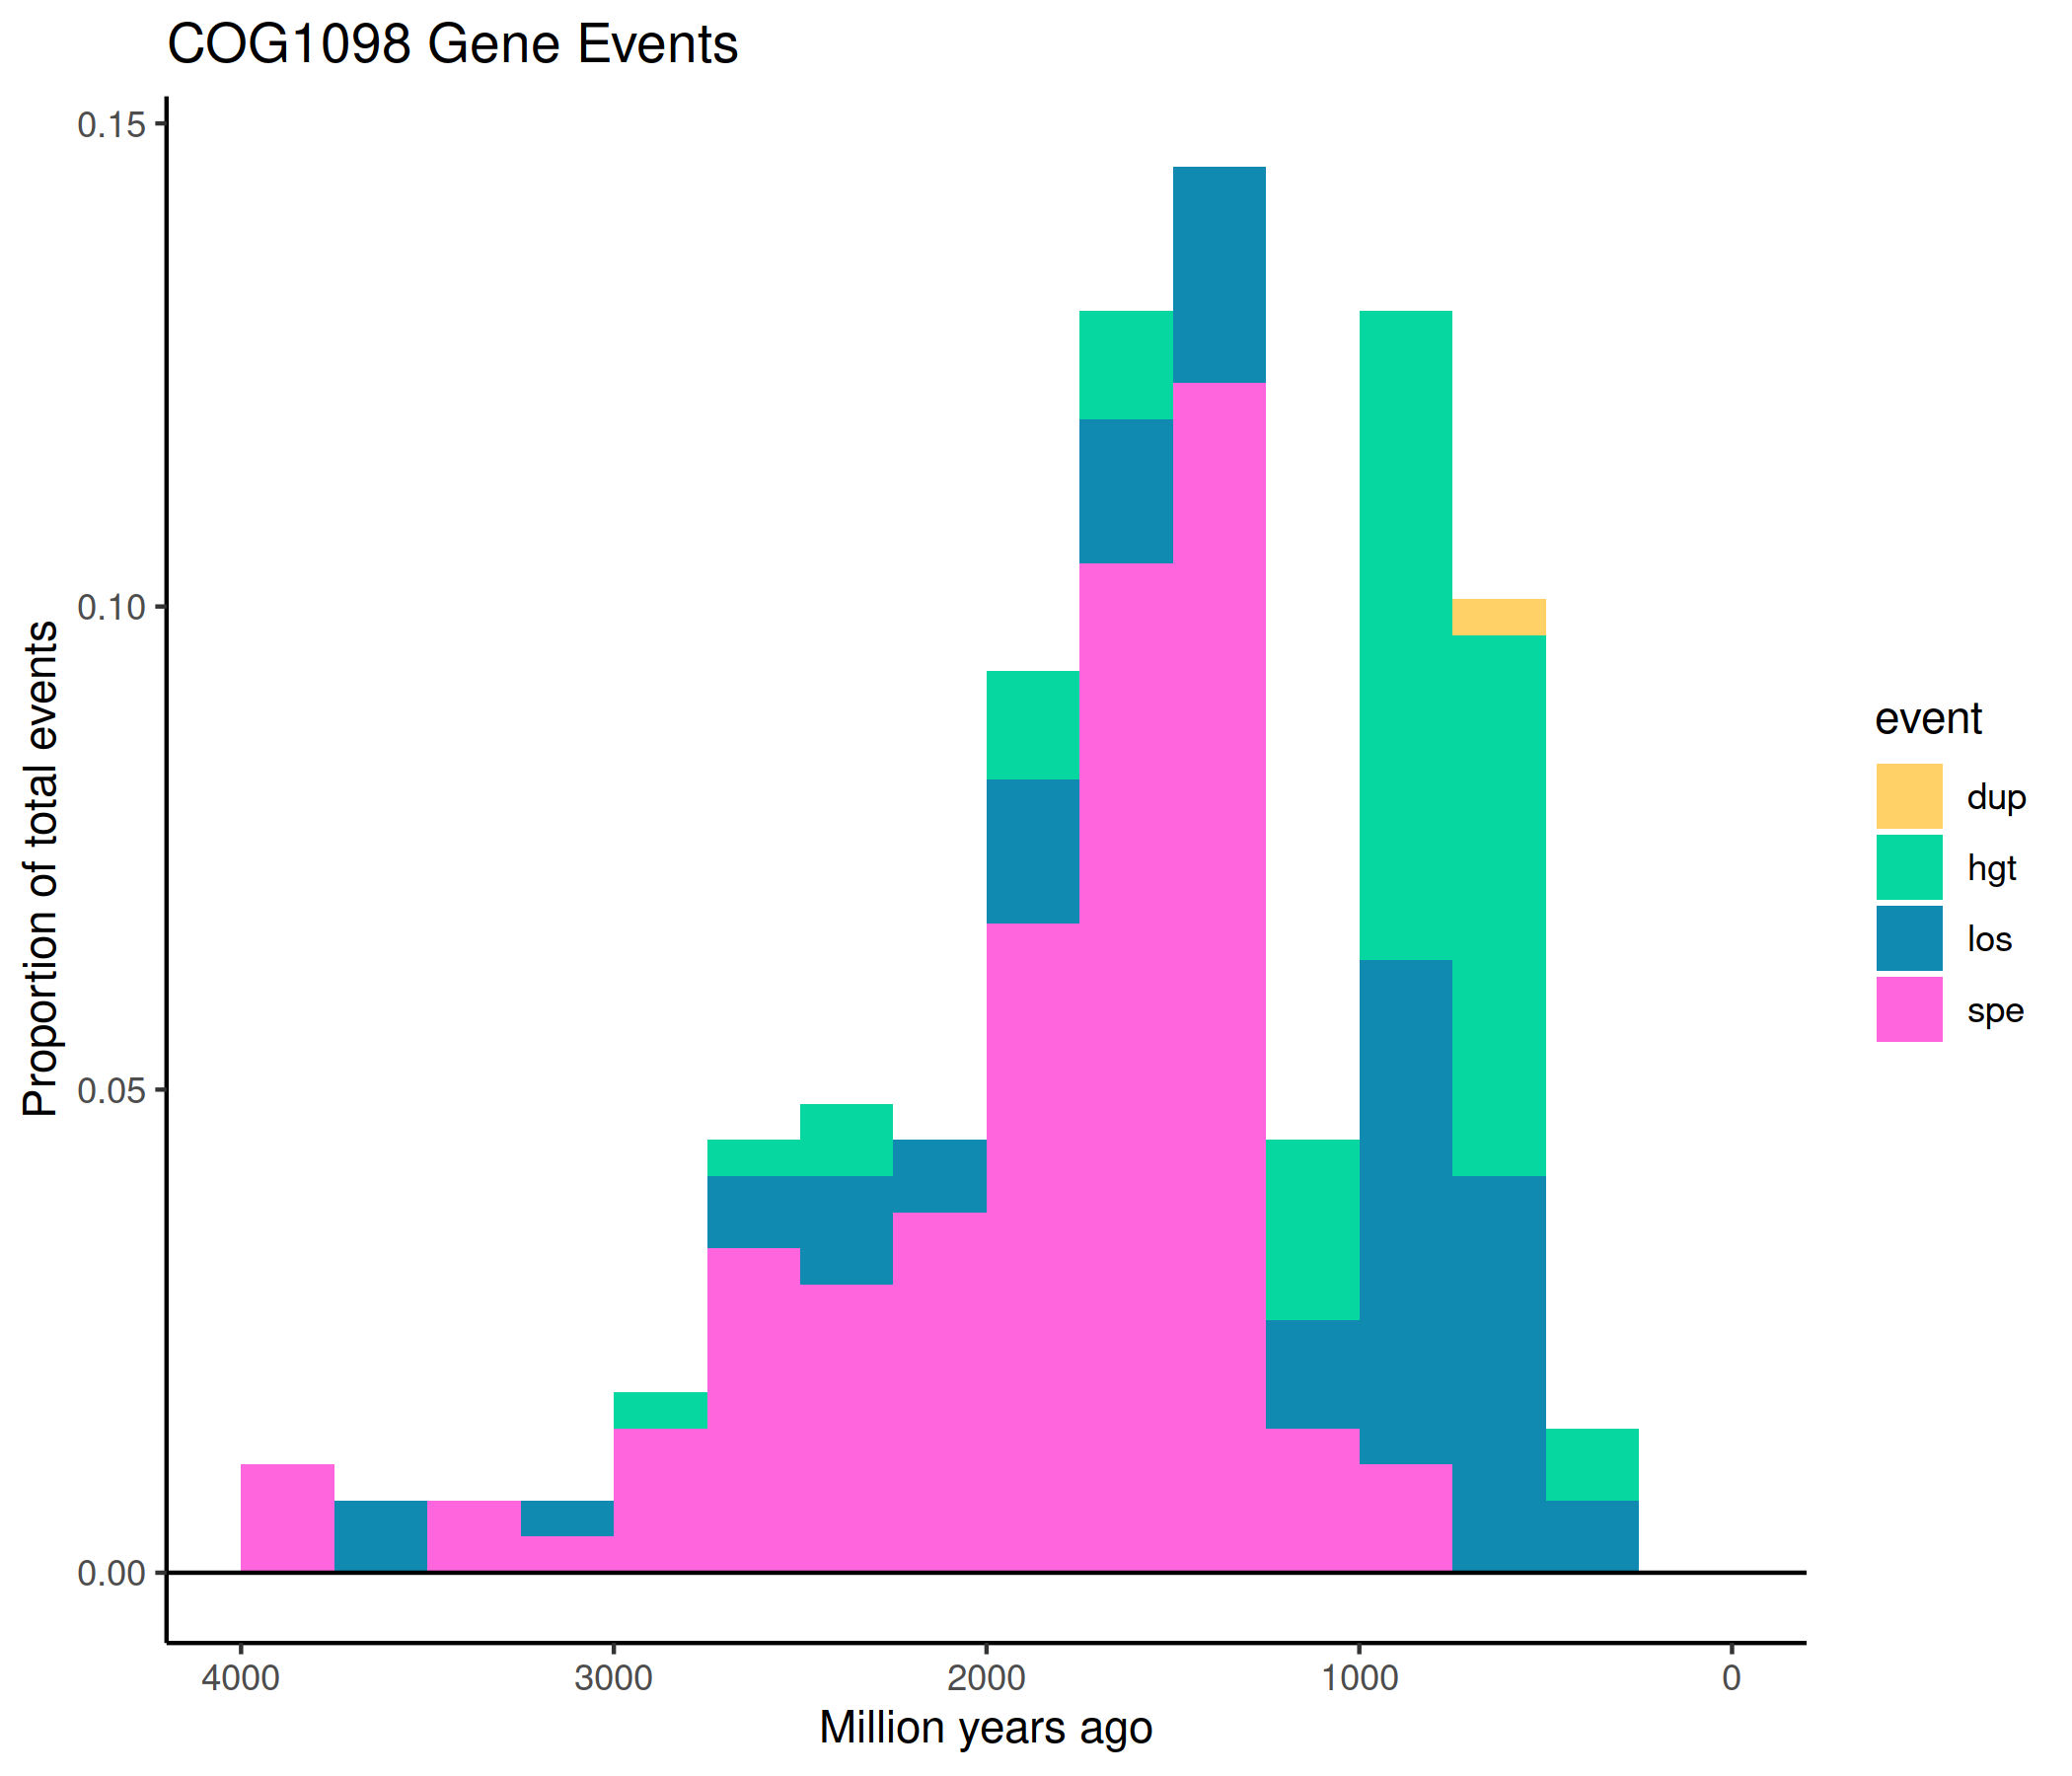 COG1098 Gene Events
Proportion of total events
0.15
0.10
0.05
0.00
4000 3000 2000 1000 0
Million years ago
event
dup
hgt
los
spe